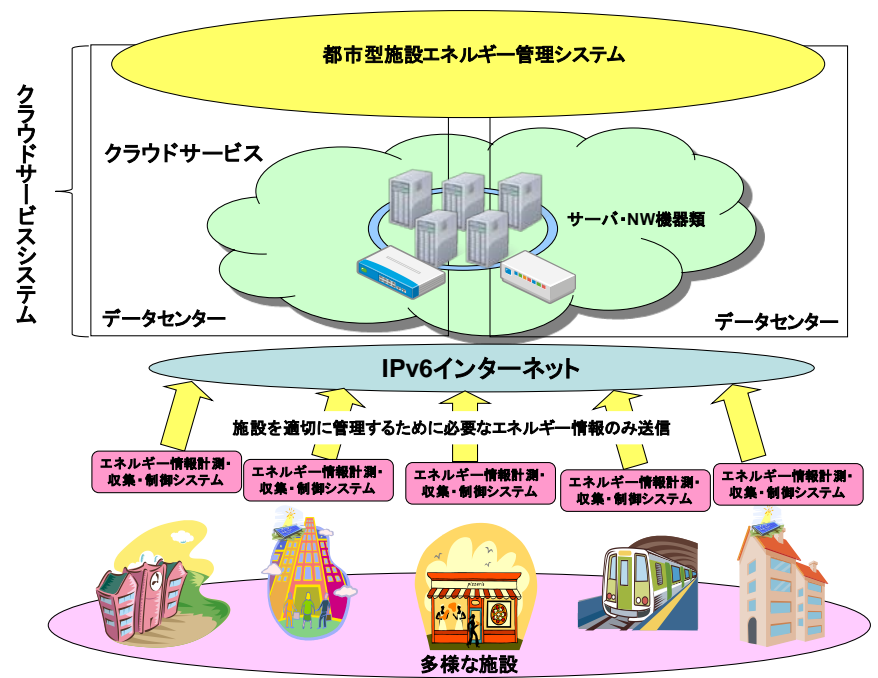 都市型施設エネルギー管理システム
クラウドサービスシステム
クラウドサービス
サーバ・NW機器類
データセンター
データセンター
IPv6インターネット
施設を適切に管理するために必要なエネルギー情報のみ送信
エネルギー情報計測・
収集・制御システム
エネルギー情報計測・
収集・制御システム
エネルギー情報計測・
収集・制御システム
エネルギー情報計測・
収集・制御システム
エネルギー情報計測・
収集・制御システム
pizzeria
多様な施設